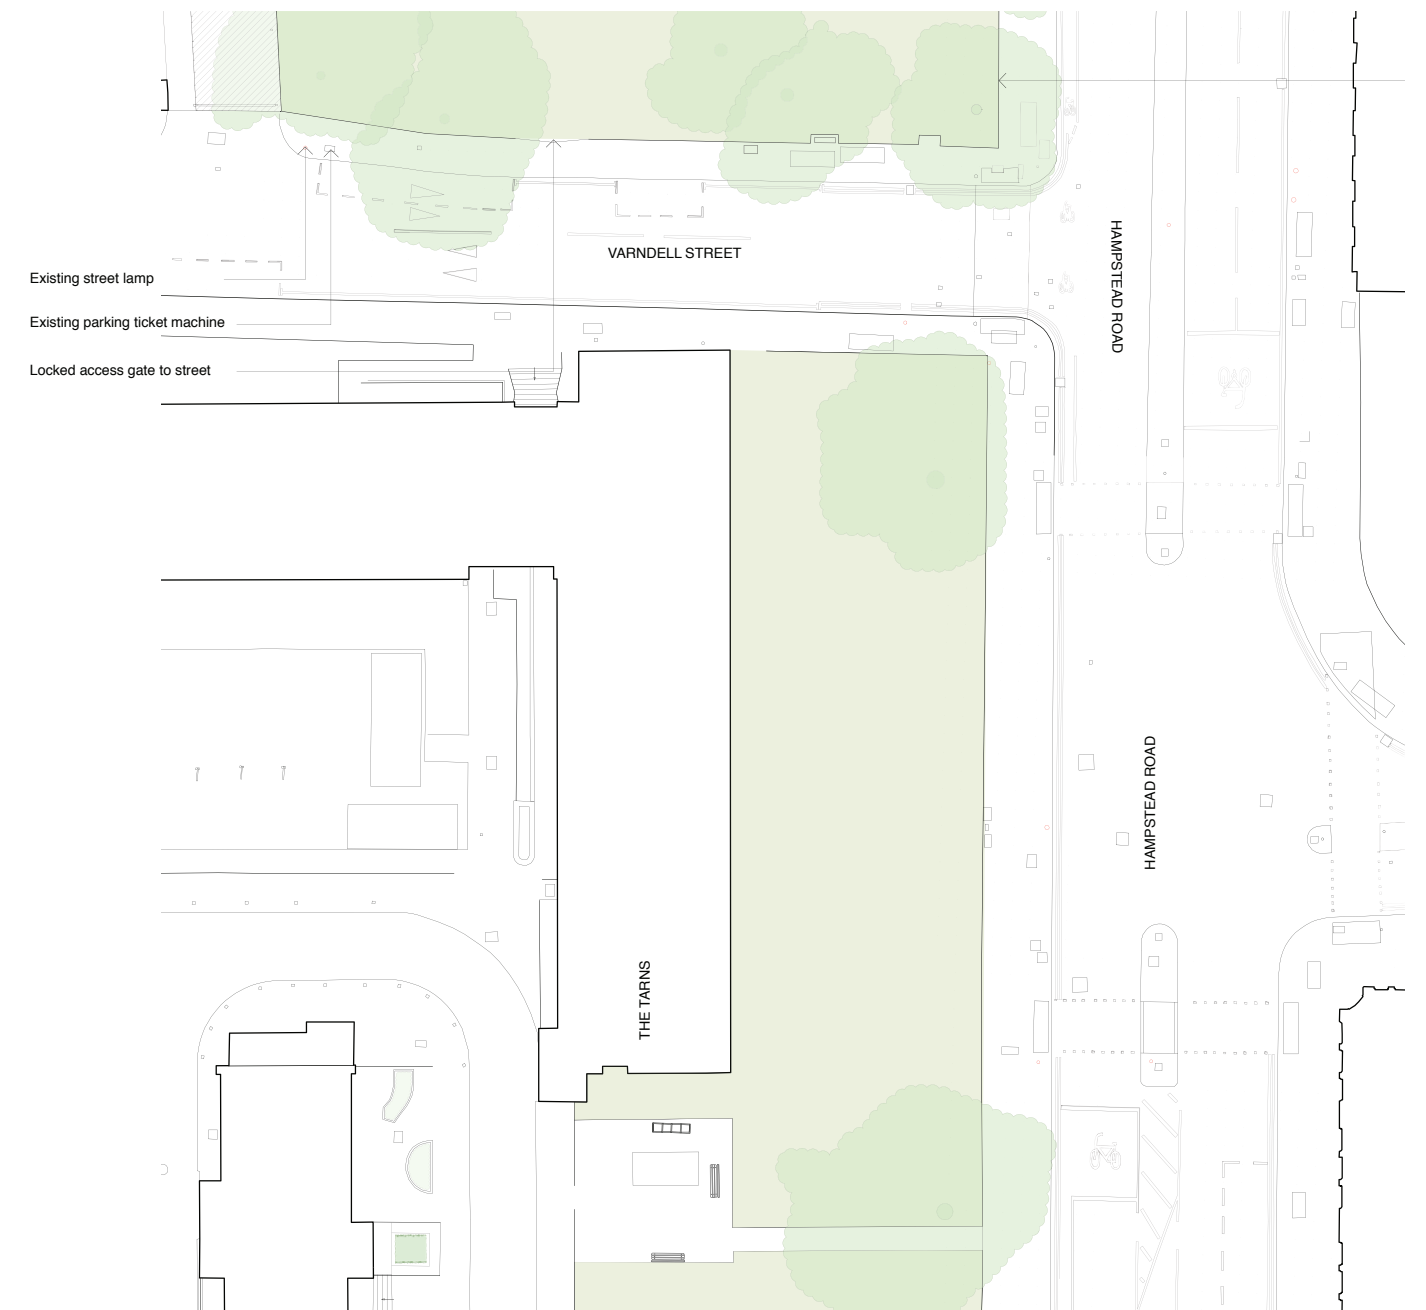 VARNDELL STREET
HAMPSTEAD ROAD
Existing street lamp
Existing parking ticket machine
Locked access gate to street
HAMPSTEAD ROAD
THE TARNS